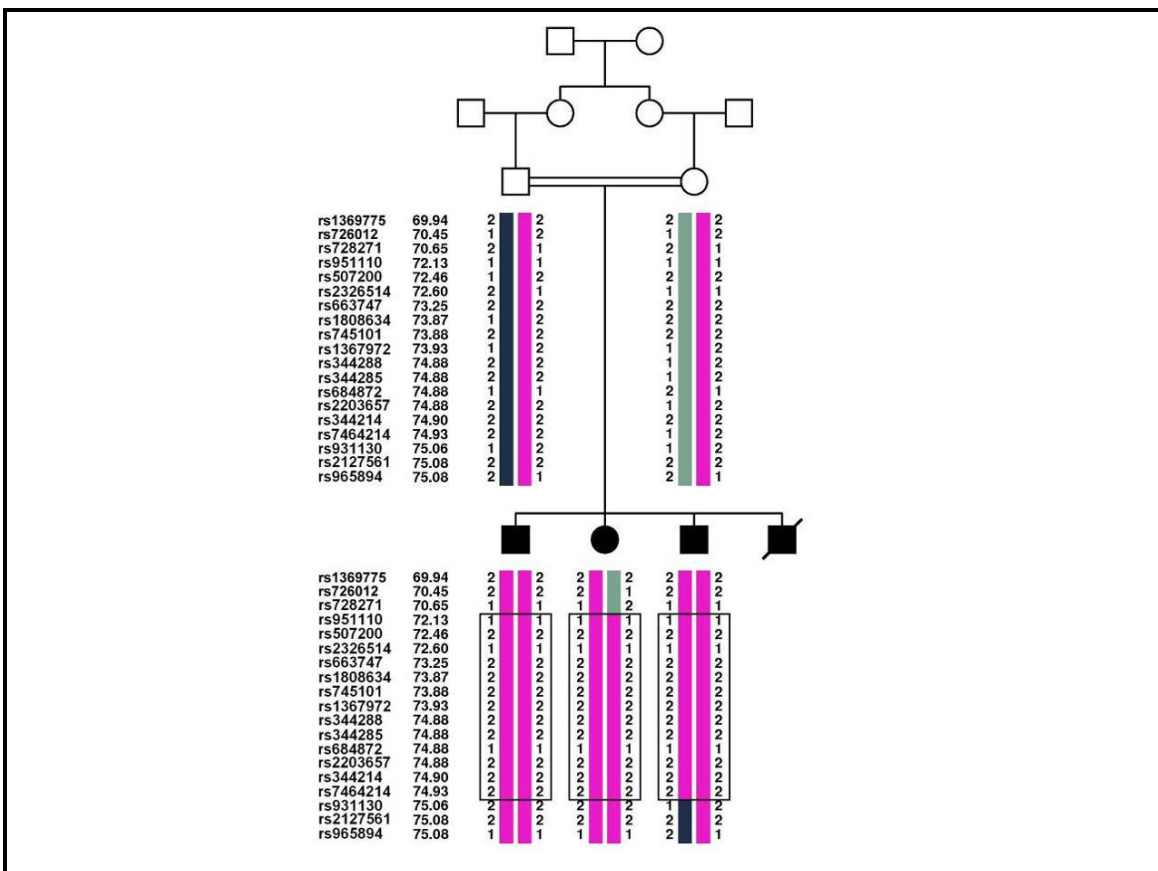 rs1369775 69.94 2 2 2 2
rs726012 70.45 1 2 1 2
rs728271 70.65 2 1 2 1
rs951110 72.13 1 1 1 1
rs507200 72.46 1 2 2 2
rs2326514 72.60 2 1 1 1
rs663747 73.25 2 2 2 2
rs1808634 73.87 1 2 2 2
rs745101 73.88 2 2 2 2
rs1367972 73.93 1 2 1 2
rs344288 74.88 2 2 1 2
rs344285 74.88 2 2 1 2
rs684872 74.88 1 1 2 1
rs2203657 74.88 2 2 1 2
rs344214 74.90 2 2 2 2
rs7464214 74.93 2 2 1 2
rs931130 75.06 1 2 1 2
rs2127561 75.08 2 2 2 2
rs965894 75.08 2 1 2 1
rs1369775 69.94 2 2 2 2 2 2
rs726012 70.45 2 2 2 1 2 2
rs728271 70.65 1 1 1 2 1 1
rs951110 72.13 1 1 1 1 1 1
rs507200 72.46 2 2 2 2 2 2
rs2326514 72.60 1 1 1 1 1 1
rs663747 73.25 2 2 2 2 2 2
rs1808634 73.87 2 2 2 2 2 2
rs745101 73.88 2 2 2 2 2 2
rs1367972 73.93 2 2 2 2 2 2
rs344288 74.88 2 2 2 2 2 2
rs344285 74.88 2 2 2 2 2 2
rs684872 74.88 1 1 1 1 1 1
rs2203657 74.88 2 2 2 2 2 2
rs344214 74.90 2 2 2 2 2 2
rs7464214 74.93 2 2 2 2 2 2
rs931130 75.06 2 2 2 2 1 2
rs2127561 75.08 2 2 2 2 2 2
rs965894 75.08 1 1 1 1 2 1